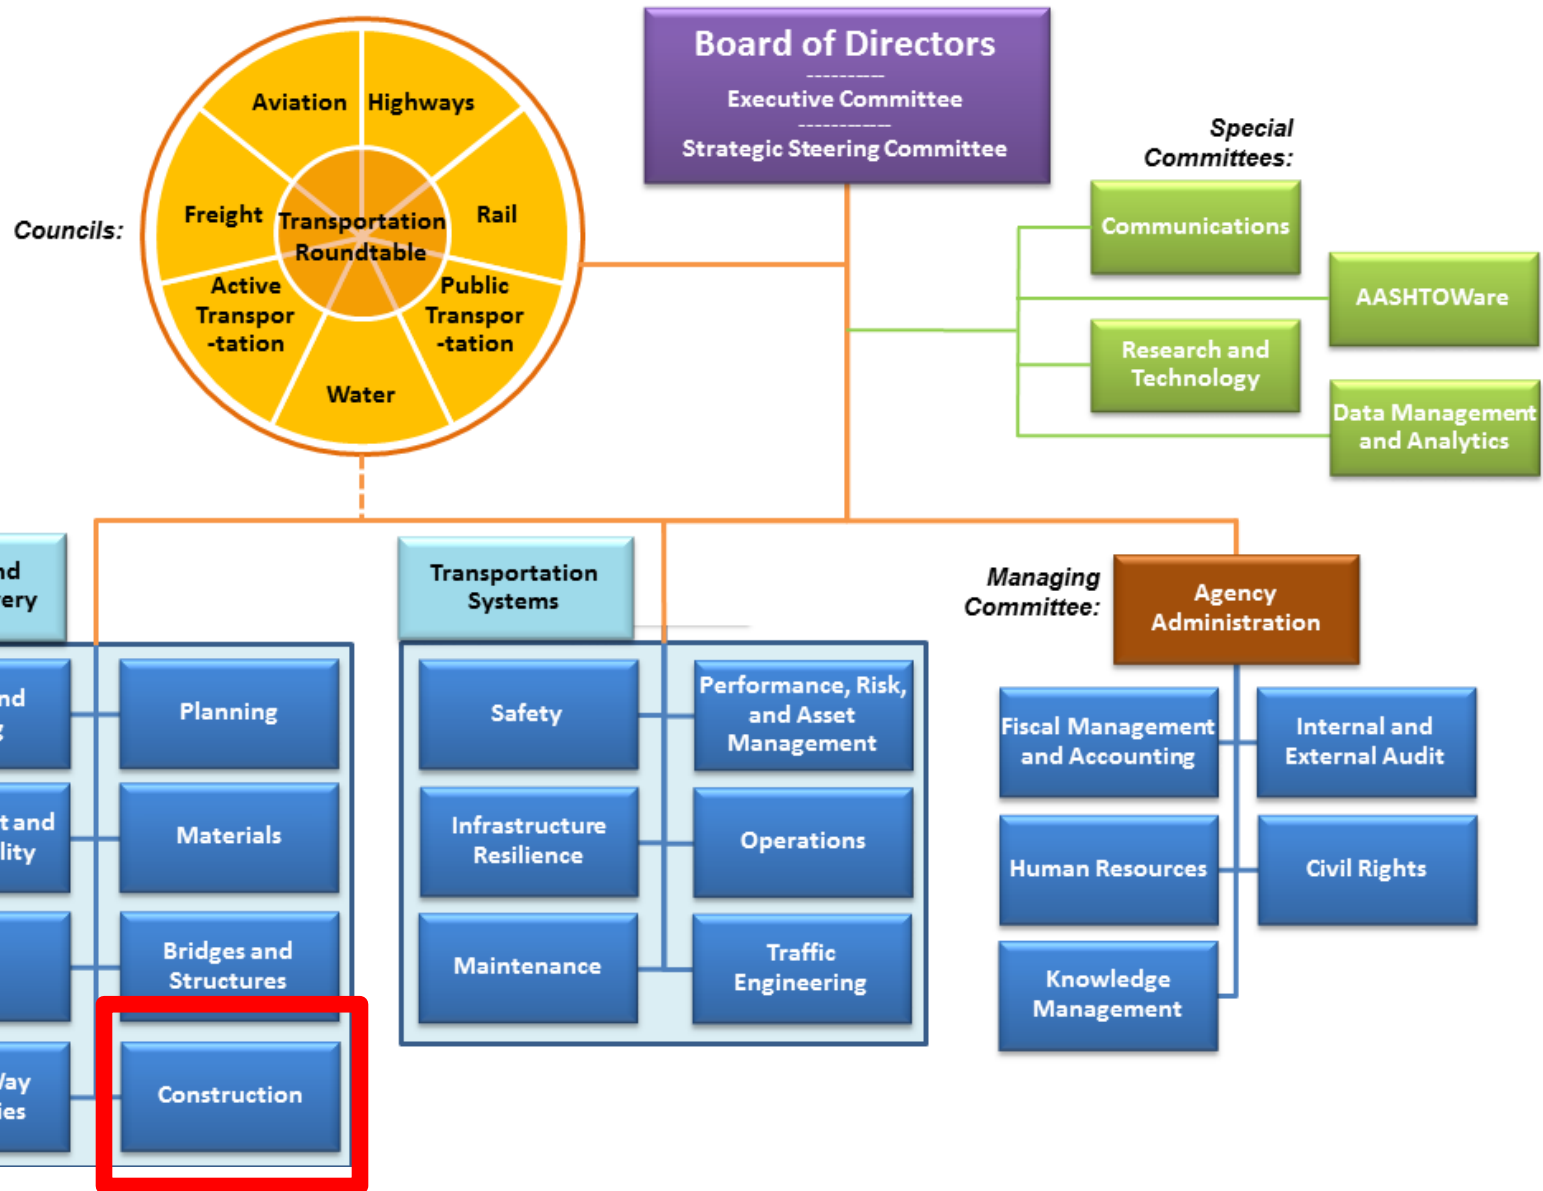 Board of Directors
----------
Executive Committee
------------
Strategic Steering Committee
Councils:
Aviation
Highways
Freight
Rail
Transportation
Roundtable
Active
Transpor
-tation
Public
Transpor
-tation
Water
Special
Committees:
Communications
AASHTOWare
Research and
Technology
Data Management
and Analytics
Planning
t and
Materials
Bridges and
Structures
Construction
Transportation
Systems
Safety
Performance, Risk,
and Asset
Management
Infrastructure
Resilience
Operations
Maintenance
Traffic
Engineering
Managing
Committee:
Agency
Administration
Fiscal Management
and Accounting
Internal and
External Audit
Human Resources
Civil Rights
Knowledge
Management